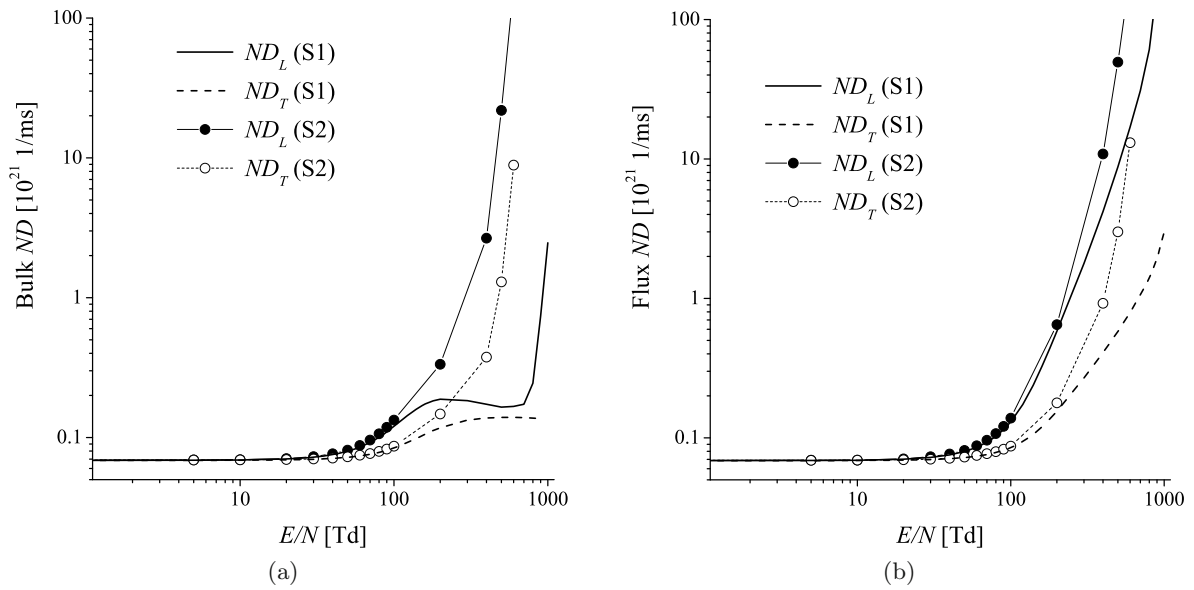 100
10
1
0.1
Bulk ND [10^21 1/ms]
ND_L (S1)
ND_T (S1)
ND_L (S2)
ND_T (S2)
10 100 1000
E/N [Td]
(a)
100
10
1
0.1
Flux ND [10^21 1/ms]
ND_L (S1)
ND_T (S1)
ND_L (S2)
ND_T (S2)
10 100 1000
E/N [Td]
(b)